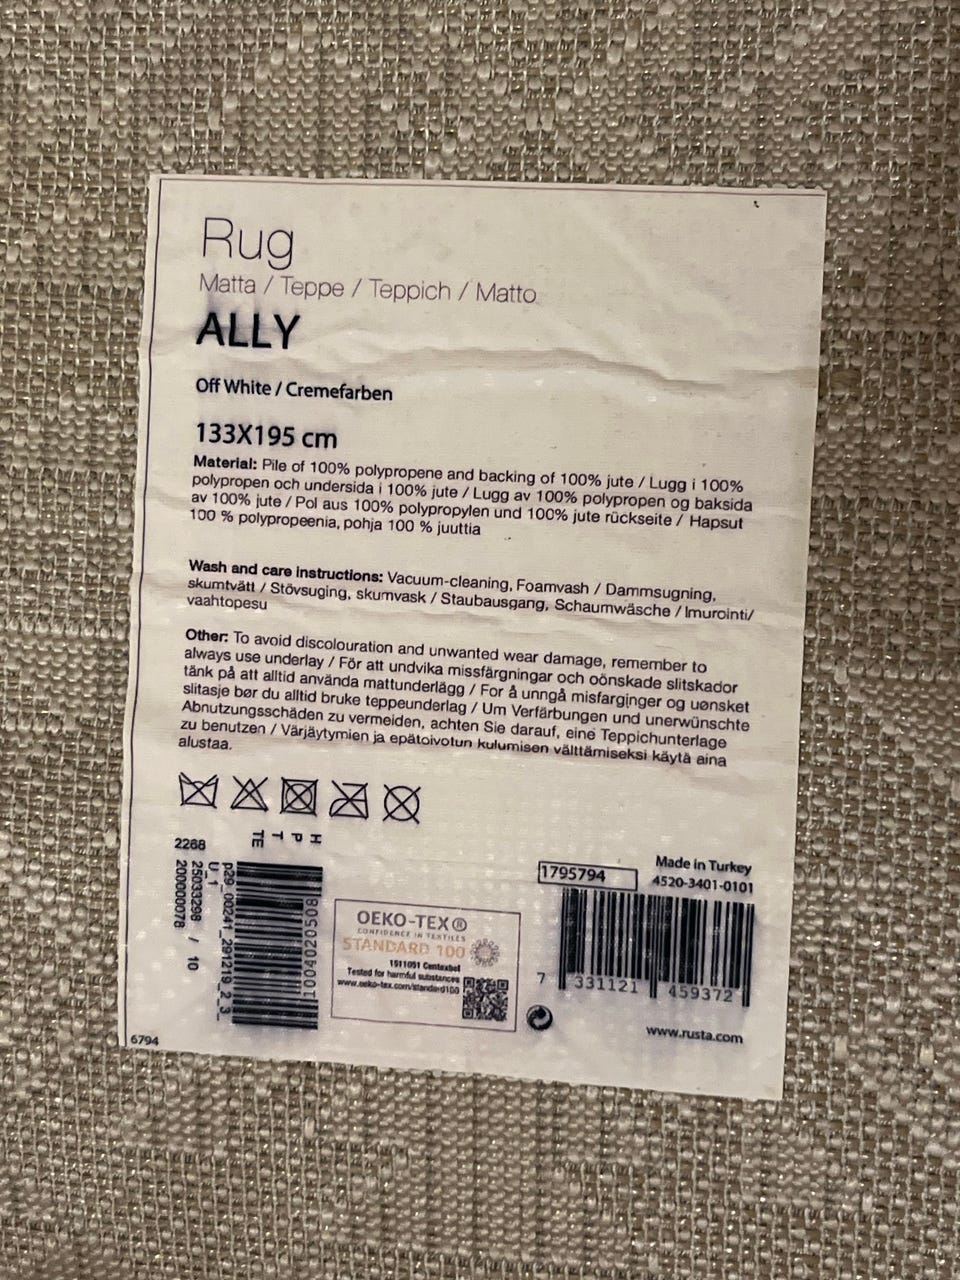 Rug
Matta / Teppe / Teppich / Matto
ALLY
Off White / Cremefarben
133X195 cm
Material: Pile of 100% polypropene and backing of 100% jute / Lugg i 100%
polypropen och undersida i 100% jute / Lugg av 100% polypropen og baksida
av 100% jute / Pol aus 100% polypropylen und 100% jute rückseite / Hapsut
100 % polypropeenia, pohja 100 % juuttia
Wash and care instructions: Vacuum-cleaning, Foamvash / Dammsugning,
skumtvätt / Stövsuging, skumvask / Staubausgang, Schaumwäsche / Imurointi/
vaahtopesu
Other: To avoid discolouration and unwanted wear damage, remember to
always use underlay / För att undvika missfärgningar och oönskade slitskador
tänk på att alltid använda mattunderlägg / For å unngå misfarginger og uønsket
slitasje bør du alltid bruke teppeunderlag / Um Verfärbungen und unerwünschte
Abnutzungsschäden zu vermeiden, achten Sie darauf, eine Teppichunterlage
zu benutzen / Värjäytymien ja epätoivotun kulumisen välttämiseksi käytä aina
alustaa.
2268
H
P
T
TE
p29_00241_291219_2_3_
U_1
25033298 / 10
200000078
1004020508
OEKO-TEX®
CONFIDENCE IN TEXTILES
STANDARD 100
1511051 Centexbel
Tested for harmful substances
www.oeko-tex.com/standard100
1795794
Made in Turkey
4520-3401-0101
7 331121 459372
www.rusta.com
6794